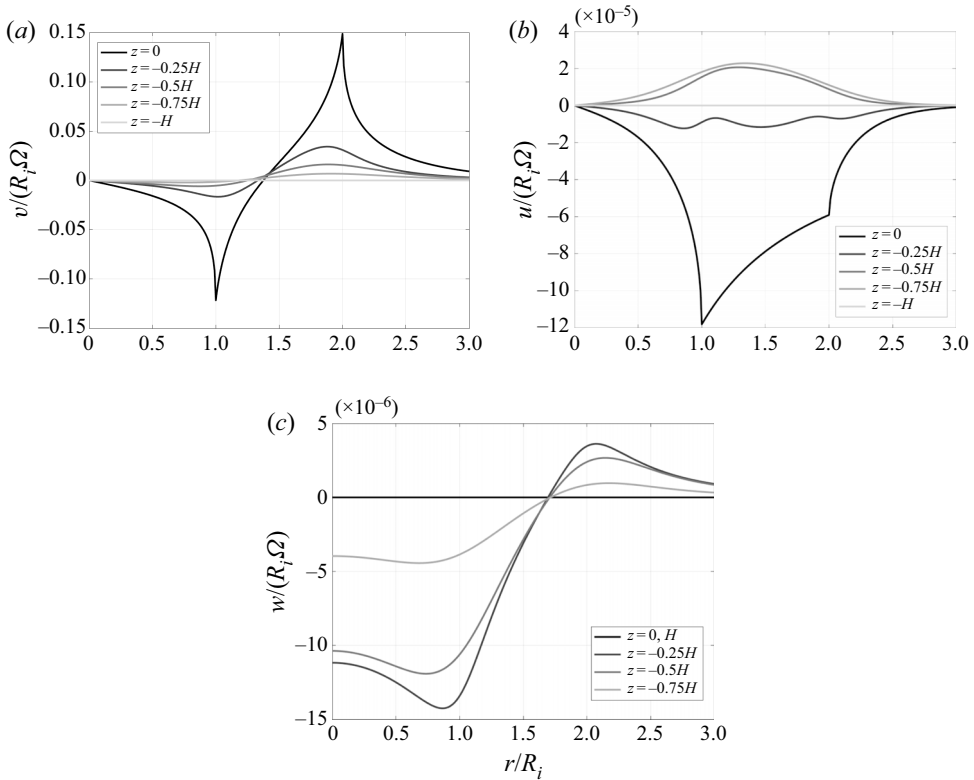 (a)
0.15
0.10
0.05
0
−0.05
−0.10
−0.15
v/(R_iΩ)
z = 0
z = −0.25H
z = −0.5H
z = −0.75H
z = −H
0 0.5 1.0 1.5 2.0 2.5 3.0
(b)
(×10⁻⁵)
4
2
0
−2
−4
−6
−8
−10
−12
u/(R_iΩ)
z = 0
z = −0.25H
z = −0.5H
z = −0.75H
z = −H
0 0.5 1.0 1.5 2.0 2.5 3.0
(c)
(×10⁻⁶)
5
0
−5
−10
−15
w/(R_iΩ)
z = 0, H
z = −0.25H
z = −0.5H
z = −0.75H
0 0.5 1.0 1.5 2.0 2.5 3.0
r/R_i